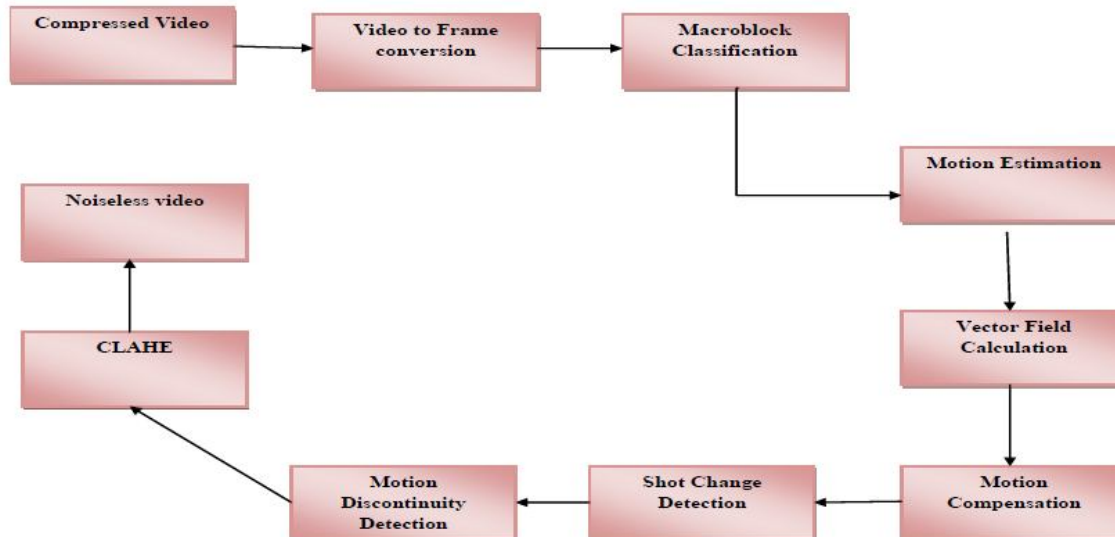 Compressed Video
Video to Frame
conversion
Macroblock
Classification
Motion Estimation
Vector Field
Calculation
Motion
Compensation
Shot Change
Detection
Motion
Discontinuity
Detection
CLAHE
Noiseless video